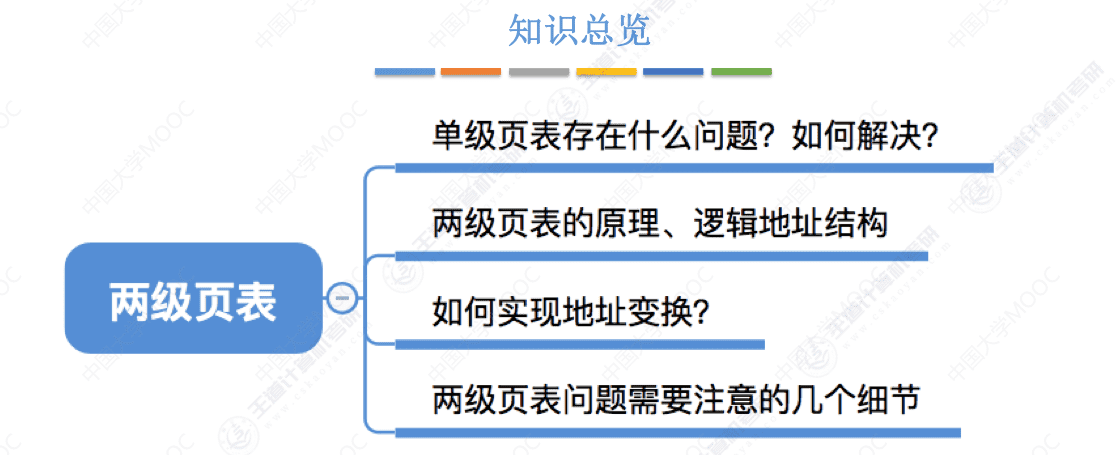 知识总览
单级页表存在什么问题？如何解决？
两级页表的原理、逻辑地址结构
两级页表
如何实现地址变换？
两级页表问题需要注意的几个细节
中国大学MOOC
王道计算机考研
www.cskaoyan.com